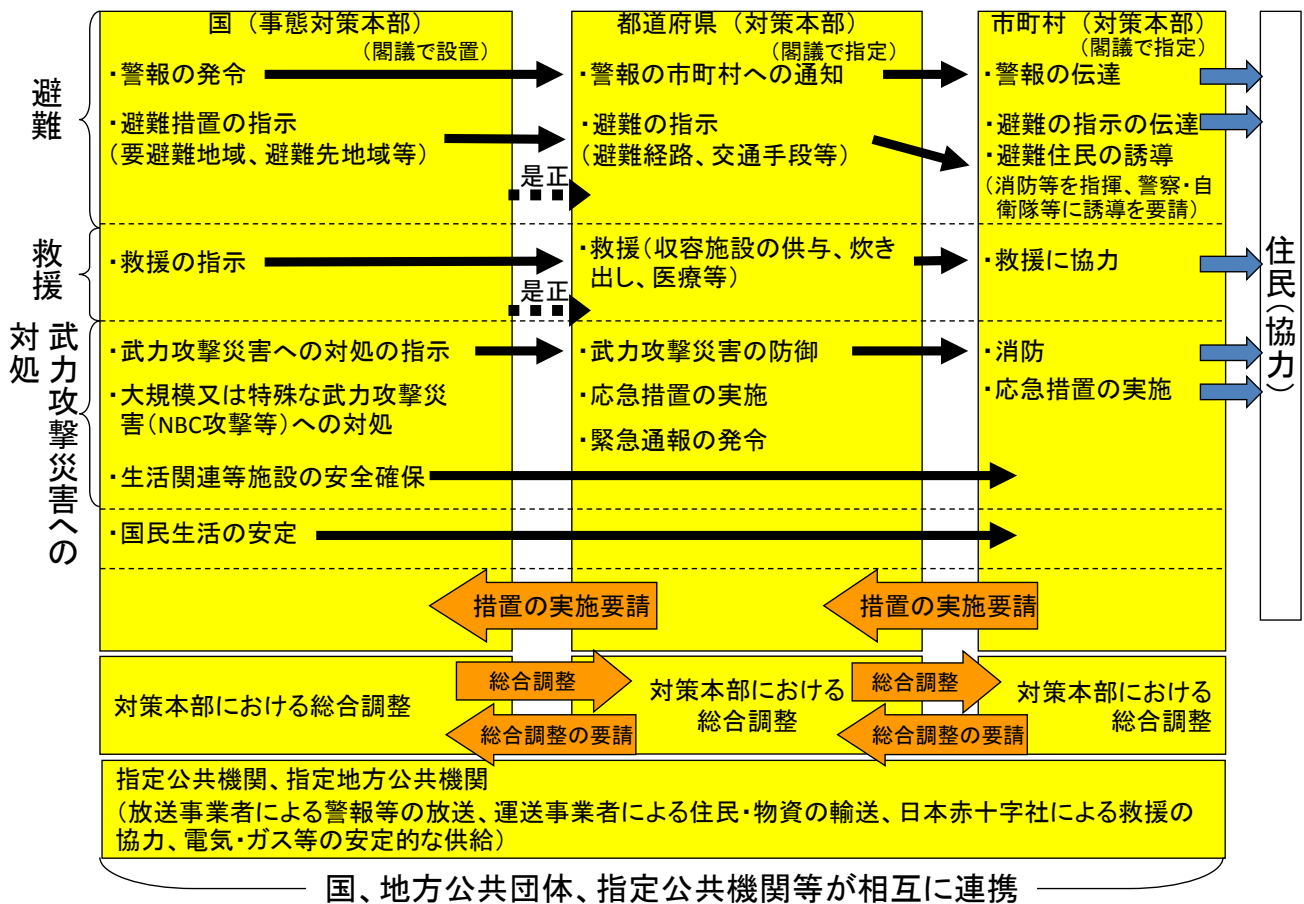 国(事態対策本部)
(閣議で設置)
都道府県(対策本部)
(閣議で指定)
市町村(対策本部)
(閣議で指定)
避難
・警報の発令
・警報の市町村への通知
・警報の伝達
・避難措置の指示
(要避難地域、避難先地域等)
是正
・避難の指示
(避難経路、交通手段等)
・避難の指示の伝達
・避難住民の誘導
(消防等を指揮、警察・自
衛隊等に誘導を要請)
救援
・救援の指示
是正
・救援(収容施設の供与、炊き
出し、医療等)
・救援に協力
武力攻撃災害への
対処
・武力攻撃災害への対処の指示
・武力攻撃災害の防御
・消防
・大規模又は特殊な武力攻撃災
害(NBC攻撃等)への対処
・応急措置の実施
・応急措置の実施
・緊急通報の発令
・生活関連等施設の安全確保
・国民生活の安定
住民(協力)
措置の実施要請
措置の実施要請
対策本部における総合調整
総合調整
総合調整の要請
対策本部における
総合調整
総合調整
総合調整の要請
対策本部における
総合調整
指定公共機関、指定地方公共機関
(放送事業者による警報等の放送、運送事業者による住民・物資の輸送、日本赤十字社による救援の
協力、電気・ガス等の安定的な供給)
国、地方公共団体、指定公共機関等が相互に連携